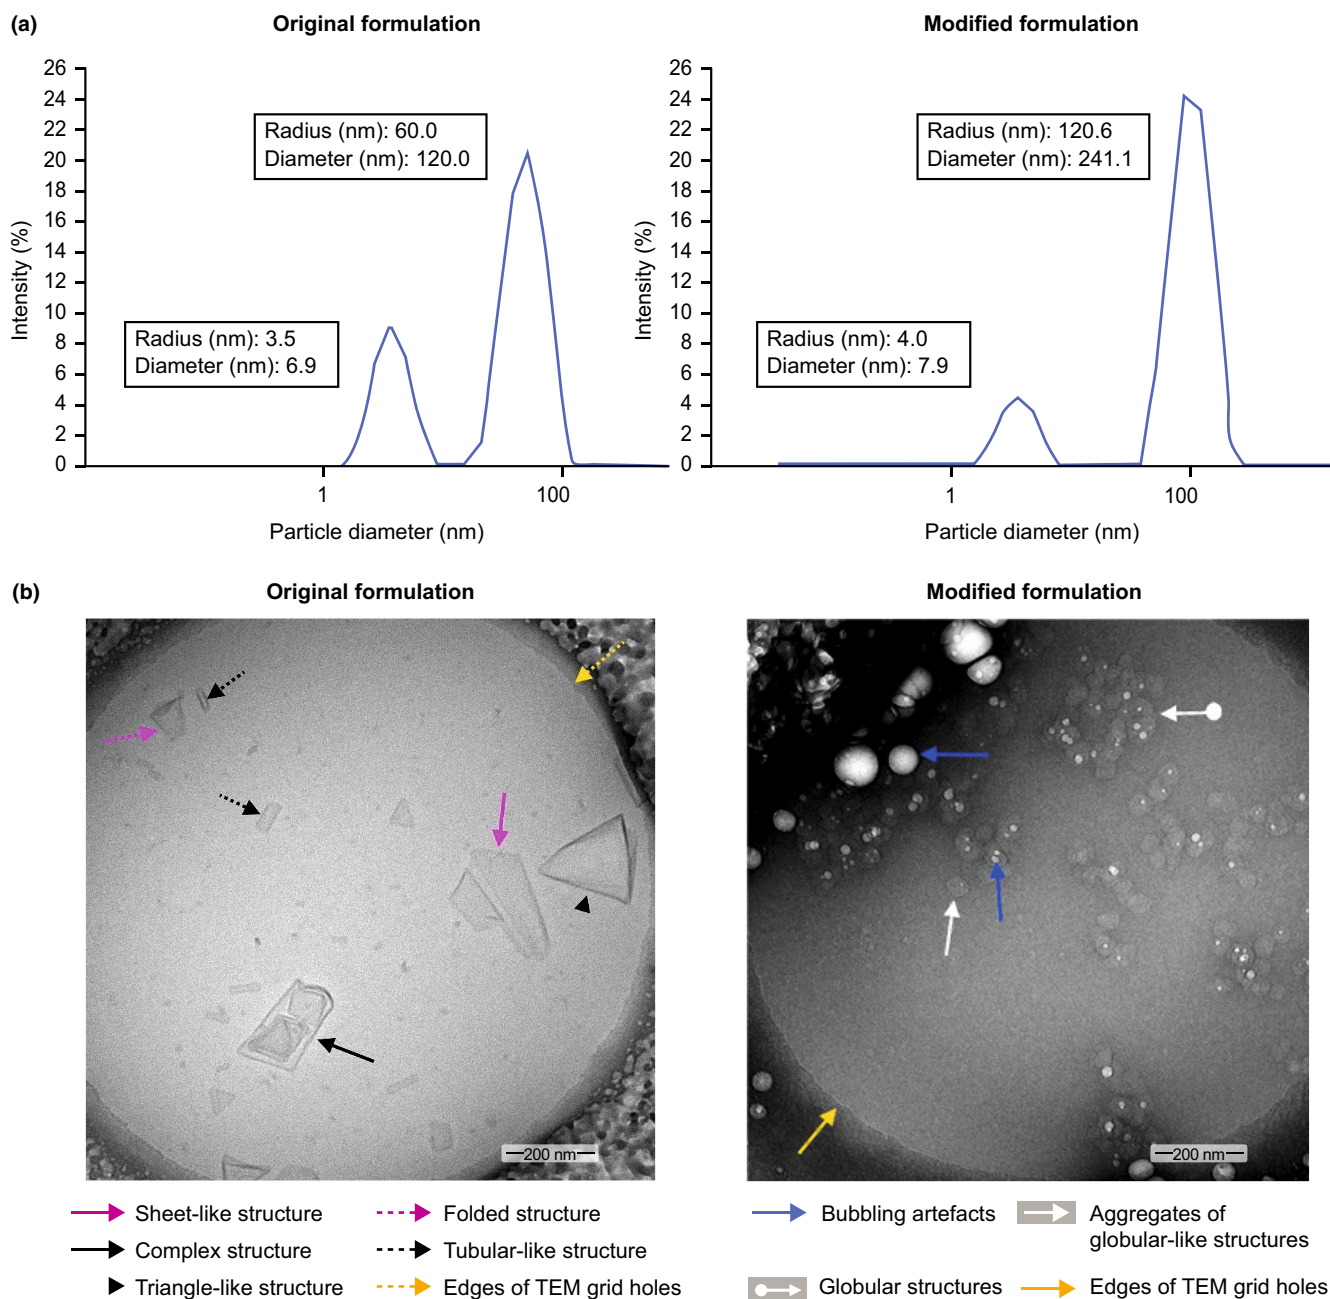 (a)
Original formulation
Modified formulation
26
24
22
20
18
16
14
12
10
8
6
4
2
0
Intensity (%)
Radius (nm): 60.0
Diameter (nm): 120.0
Radius (nm): 3.5
Diameter (nm): 6.9
1
100
Particle diameter (nm)
26
24
22
20
18
16
14
12
10
8
6
4
2
0
Intensity (%)
Radius (nm): 120.6
Diameter (nm): 241.1
Radius (nm): 4.0
Diameter (nm): 7.9
1
100
Particle diameter (nm)
(b)
Original formulation
Modified formulation
200 nm
200 nm
Sheet-like structure
Folded structure
Complex structure
Tubular-like structure
Triangle-like structure
Edges of TEM grid holes
Bubbling artefacts
Aggregates of
globular-like structures
Globular structures
Edges of TEM grid holes